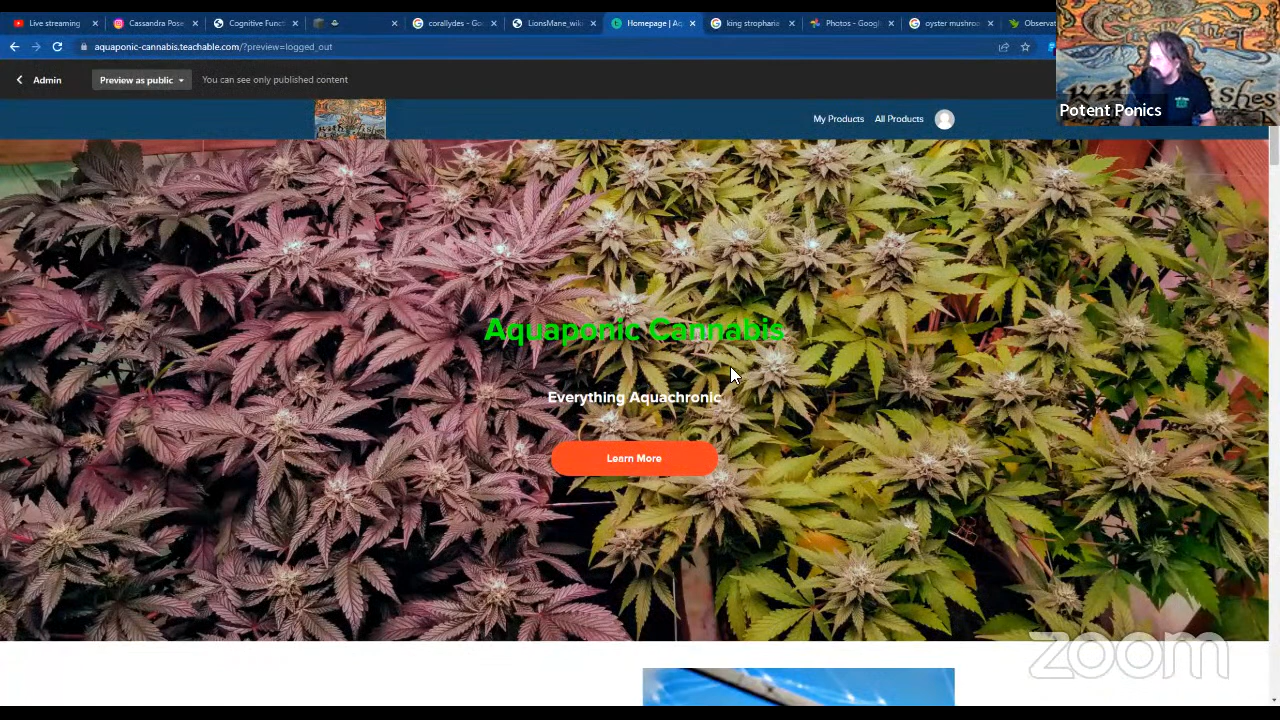 Live streaming
Cassandra Pose
Cognitive Func
corallydes - Go
LionsMane_wiki
Homepage | Aq
king stropharia
Photos - Googl
oyster mushroo
Observat
aquaponic-cannabis.teachable.com/?preview=logged_out
Admin
Preview as public
You can see only published content
Potent Ponics
My Products
All Products
Aquaponic Cannabis
Everything Aquachronic
Learn More
zoom